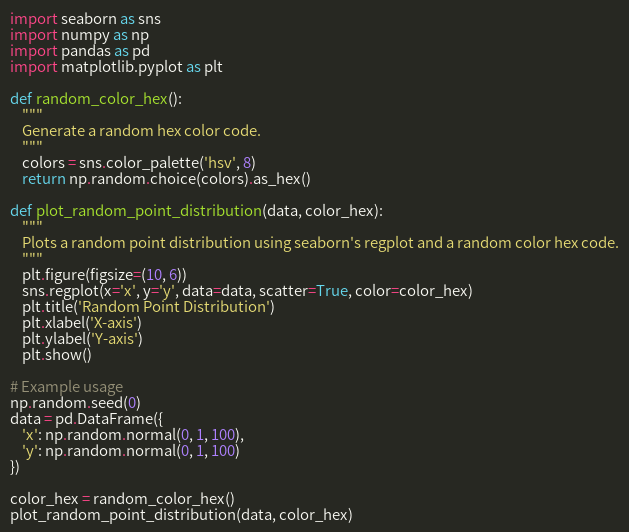 import seaborn as sns
import numpy as np
import pandas as pd
import matplotlib.pyplot as plt

def random_color_hex():
    """
    Generate a random hex color code.
    """
    colors = sns.color_palette('hsv', 8)
    return np.random.choice(colors).as_hex()

def plot_random_point_distribution(data, color_hex):
    """
    Plots a random point distribution using seaborn's regplot and a random color hex code.
    """
    plt.figure(figsize=(10, 6))
    sns.regplot(x='x', y='y', data=data, scatter=True, color=color_hex)
    plt.title('Random Point Distribution')
    plt.xlabel('X-axis')
    plt.ylabel('Y-axis')
    plt.show()

# Example usage
np.random.seed(0)
data = pd.DataFrame({
    'x': np.random.normal(0, 1, 100),
    'y': np.random.normal(0, 1, 100)
})

color_hex = random_color_hex()
plot_random_point_distribution(data, color_hex)